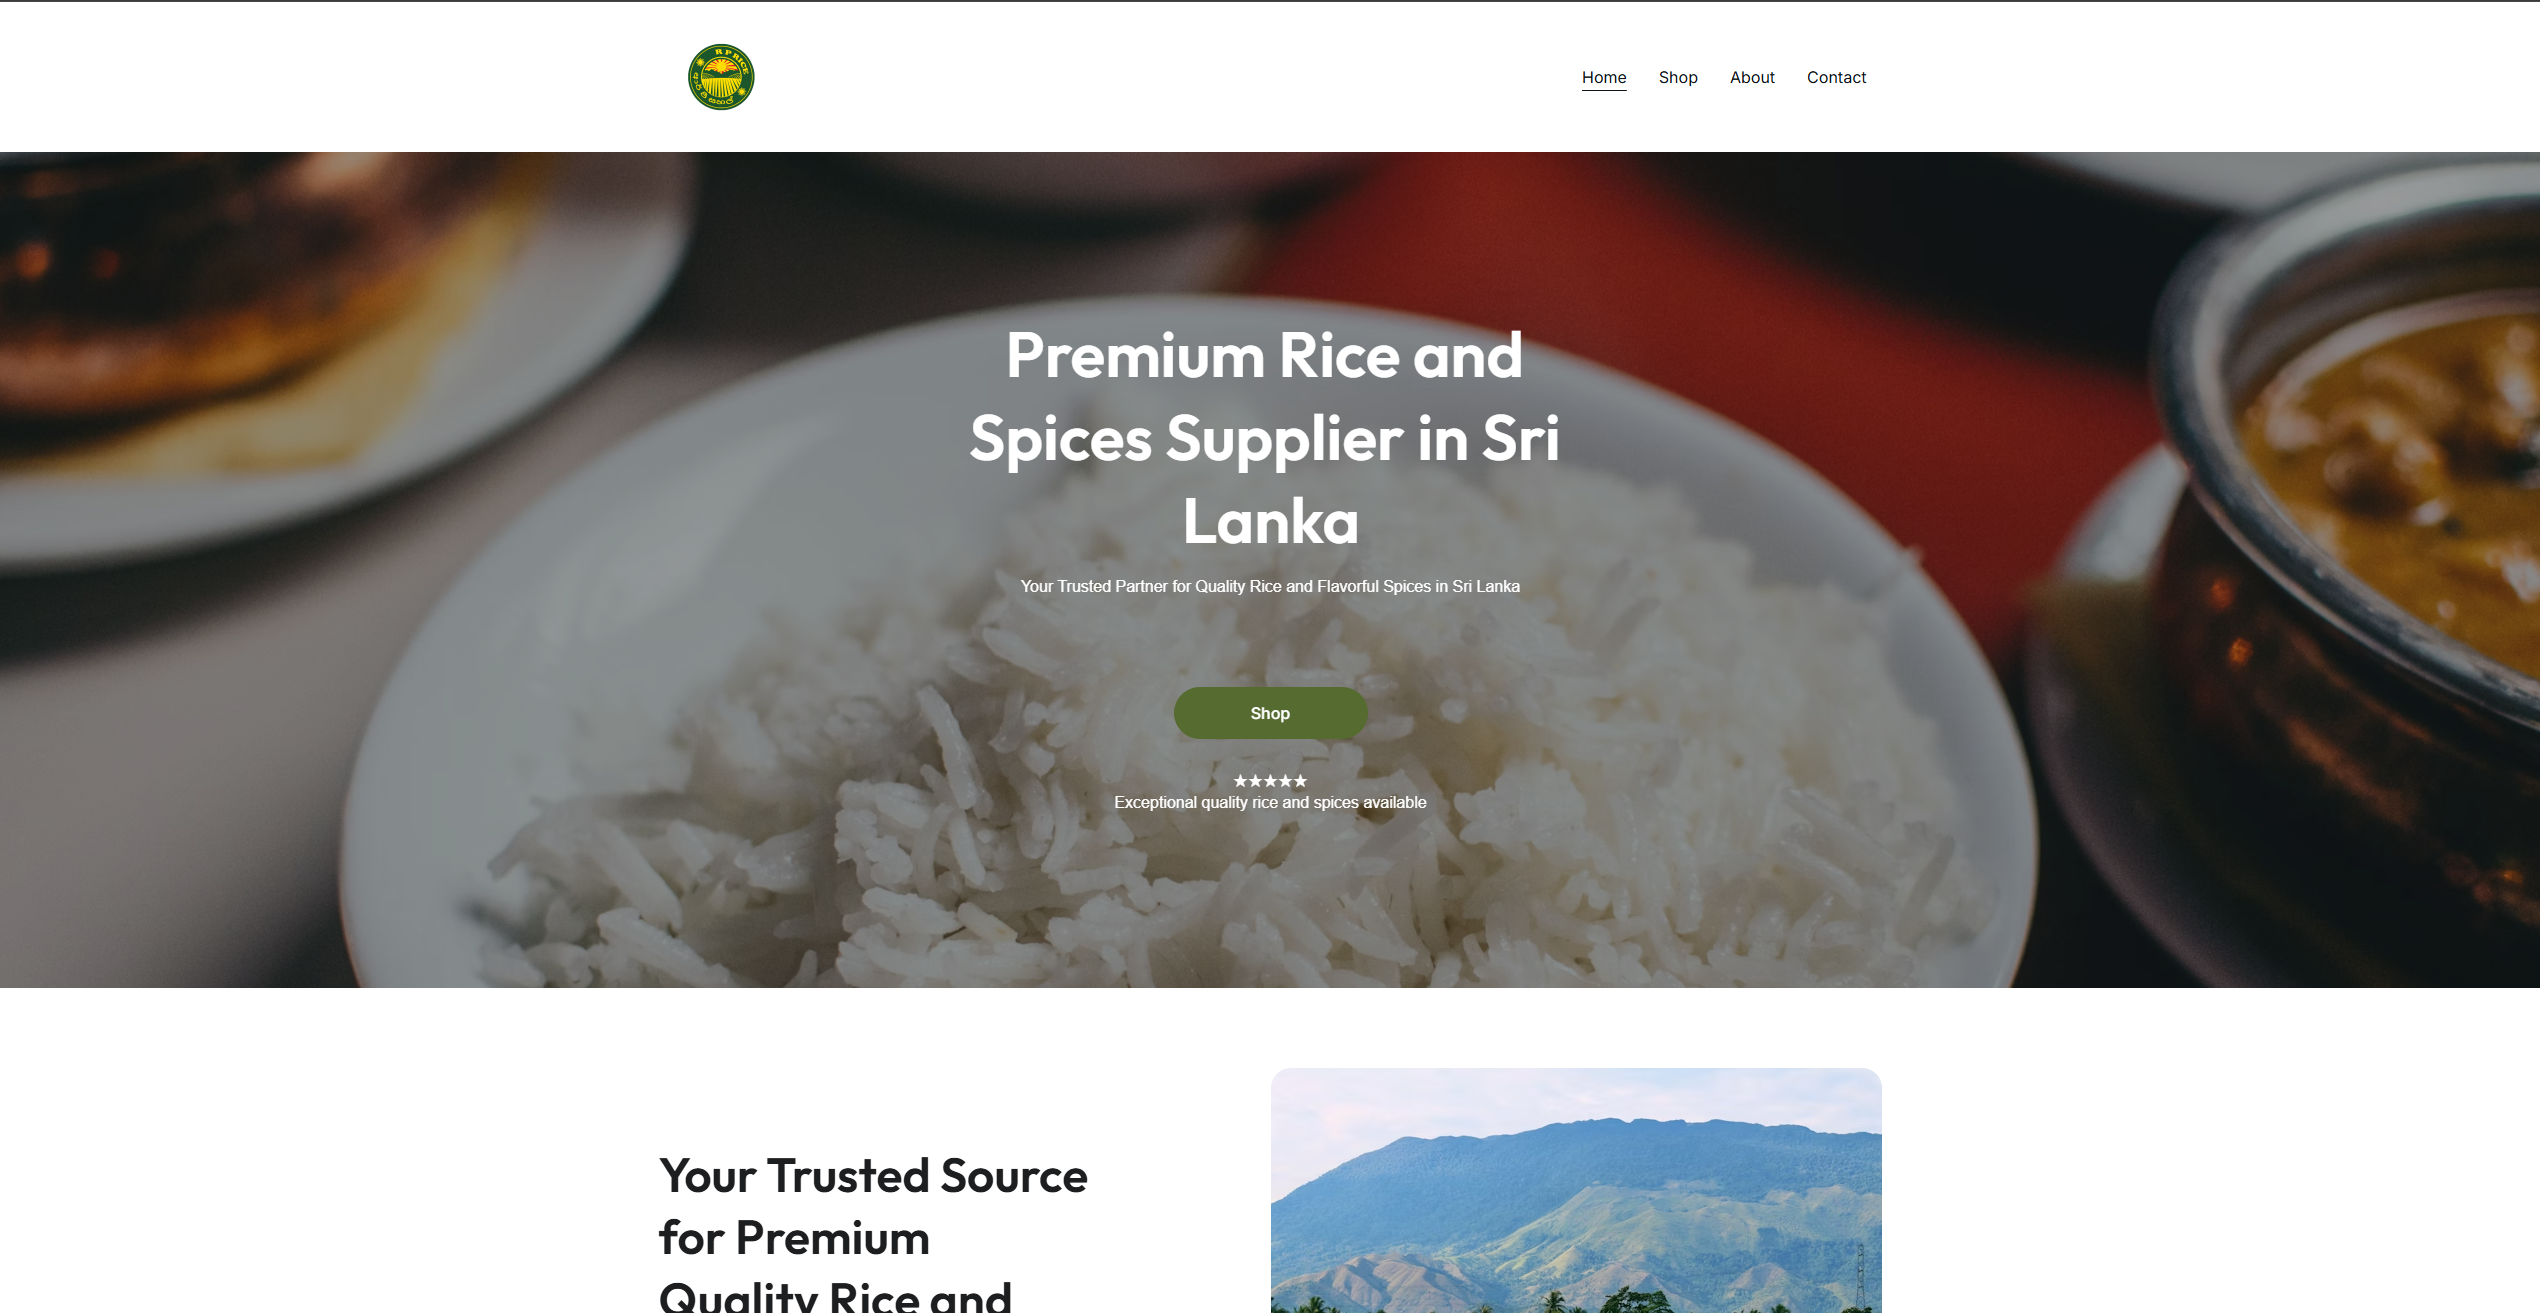 RPRICE
Home
Shop
About
Contact
Premium Rice and
Spices Supplier in Sri
Lanka
Your Trusted Partner for Quality Rice and Flavorful Spices in Sri Lanka
Shop
★★★★★
Exceptional quality rice and spices available
Your Trusted Source
for Premium
Quality Rice and